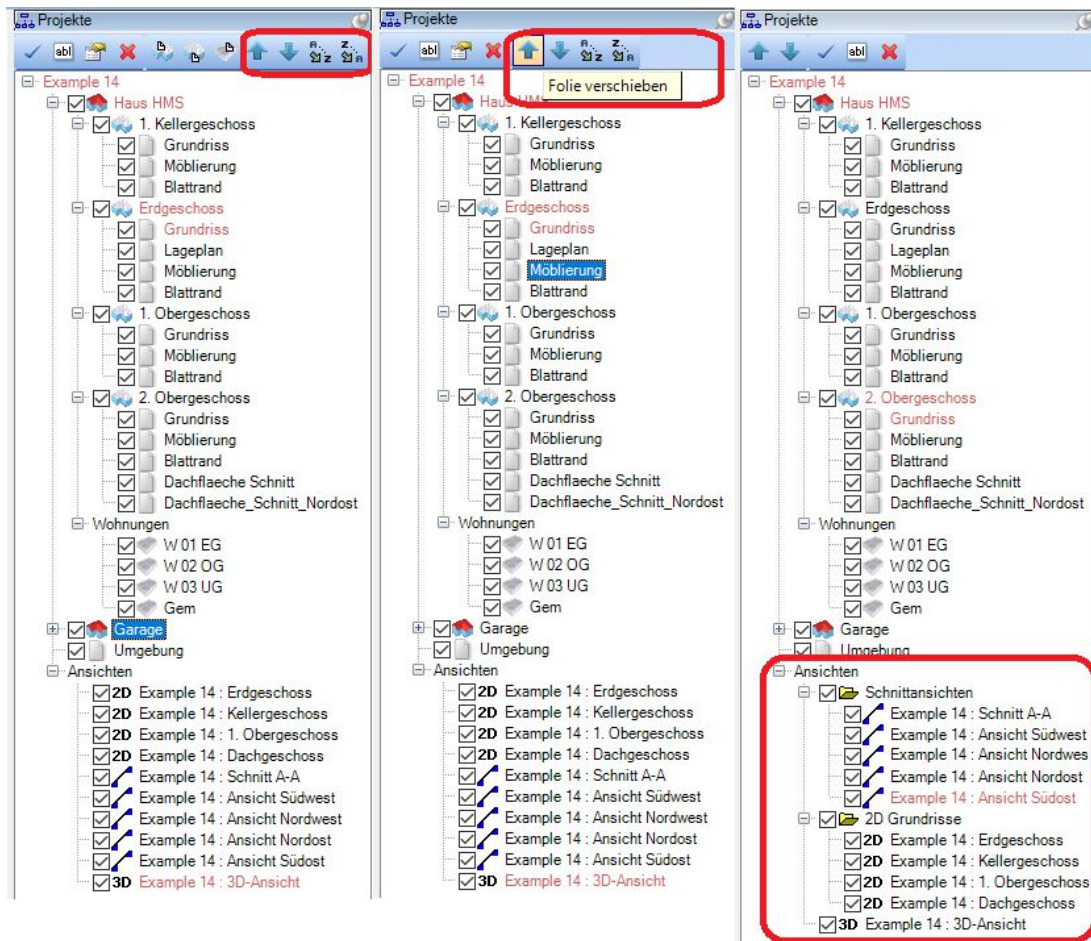 Projekte
abl
A Z
Z A
Example 14
Haus HMS
1. Kellergeschoss
Grundriss
Möblierung
Blattrand
Erdgeschoss
Grundriss
Lageplan
Möblierung
Blattrand
1. Obergeschoss
Grundriss
Möblierung
Blattrand
2. Obergeschoss
Grundriss
Möblierung
Blattrand
Dachflaeche Schnitt
Dachflaeche_Schnitt_Nordost
Wohnungen
W 01 EG
W 02 OG
W 03 UG
Gem
Garage
Umgebung
Ansichten
2D Example 14 : Erdgeschoss
2D Example 14 : Kellergeschoss
2D Example 14 : 1. Obergeschoss
2D Example 14 : Dachgeschoss
Example 14 : Schnitt A-A
Example 14 : Ansicht Südwest
Example 14 : Ansicht Nordwest
Example 14 : Ansicht Nordost
Example 14 : Ansicht Südost
3D Example 14 : 3D-Ansicht
Projekte
abl
A Z
Z A
Folie verschieben
Example 14
Haus HMS
1. Kellergeschoss
Grundriss
Möblierung
Blattrand
Erdgeschoss
Grundriss
Lageplan
Möblierung
Blattrand
1. Obergeschoss
Grundriss
Möblierung
Blattrand
2. Obergeschoss
Grundriss
Möblierung
Blattrand
Dachflaeche Schnitt
Dachflaeche_Schnitt_Nordost
Wohnungen
W 01 EG
W 02 OG
W 03 UG
Gem
Garage
Umgebung
Ansichten
2D Example 14 : Erdgeschoss
2D Example 14 : Kellergeschoss
2D Example 14 : 1. Obergeschoss
2D Example 14 : Dachgeschoss
Example 14 : Schnitt A-A
Example 14 : Ansicht Südwest
Example 14 : Ansicht Nordwest
Example 14 : Ansicht Nordost
Example 14 : Ansicht Südost
3D Example 14 : 3D-Ansicht
Projekte
abl
Example 14
Haus HMS
1. Kellergeschoss
Grundriss
Möblierung
Blattrand
Erdgeschoss
Grundriss
Lageplan
Möblierung
Blattrand
1. Obergeschoss
Grundriss
Möblierung
Blattrand
2. Obergeschoss
Grundriss
Möblierung
Blattrand
Dachflaeche Schnitt
Dachflaeche_Schnitt_Nordost
Wohnungen
W 01 EG
W 02 OG
W 03 UG
Gem
Garage
Umgebung
Ansichten
Schnittansichten
Example 14 : Schnitt A-A
Example 14 : Ansicht Südwest
Example 14 : Ansicht Nordwes
Example 14 : Ansicht Nordost
Example 14 : Ansicht Südost
2D Grundrisse
2D Example 14 : Erdgeschoss
2D Example 14 : Kellergeschoss
2D Example 14 : 1. Obergeschoss
2D Example 14 : Dachgeschoss
3D Example 14 : 3D-Ansicht